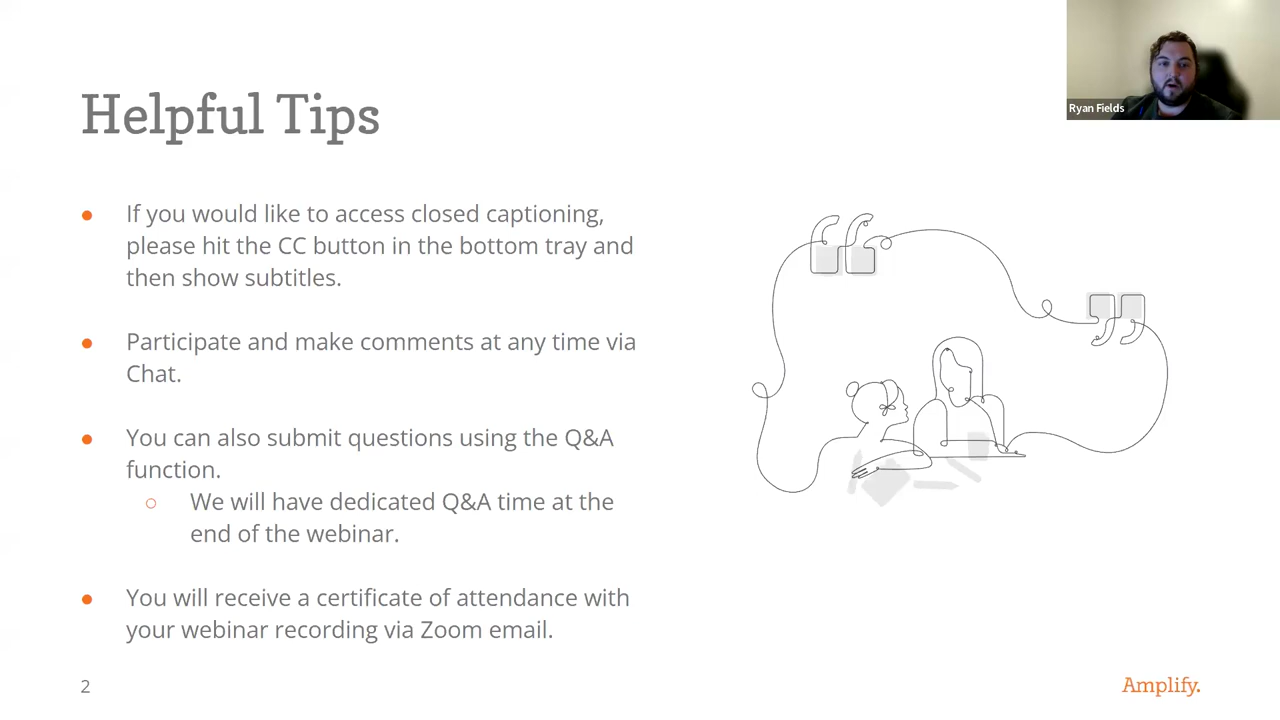 Ryan Fields
Helpful Tips
● If you would like to access closed captioning,
please hit the CC button in the bottom tray and
then show subtitles.
● Participate and make comments at any time via
Chat.
● You can also submit questions using the Q&A
function.
○ We will have dedicated Q&A time at the
end of the webinar.
● You will receive a certificate of attendance with
your webinar recording via Zoom email.
2
Amplify.